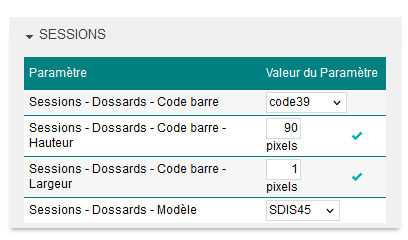 SESSIONS
Paramètre Valeur du Paramètre
Sessions - Dossards - Code barre code39
Sessions - Dossards - Code barre - 90
Hauteur pixels
Sessions - Dossards - Code barre - 1
Largeur pixels
Sessions - Dossards - Modèle SDIS45